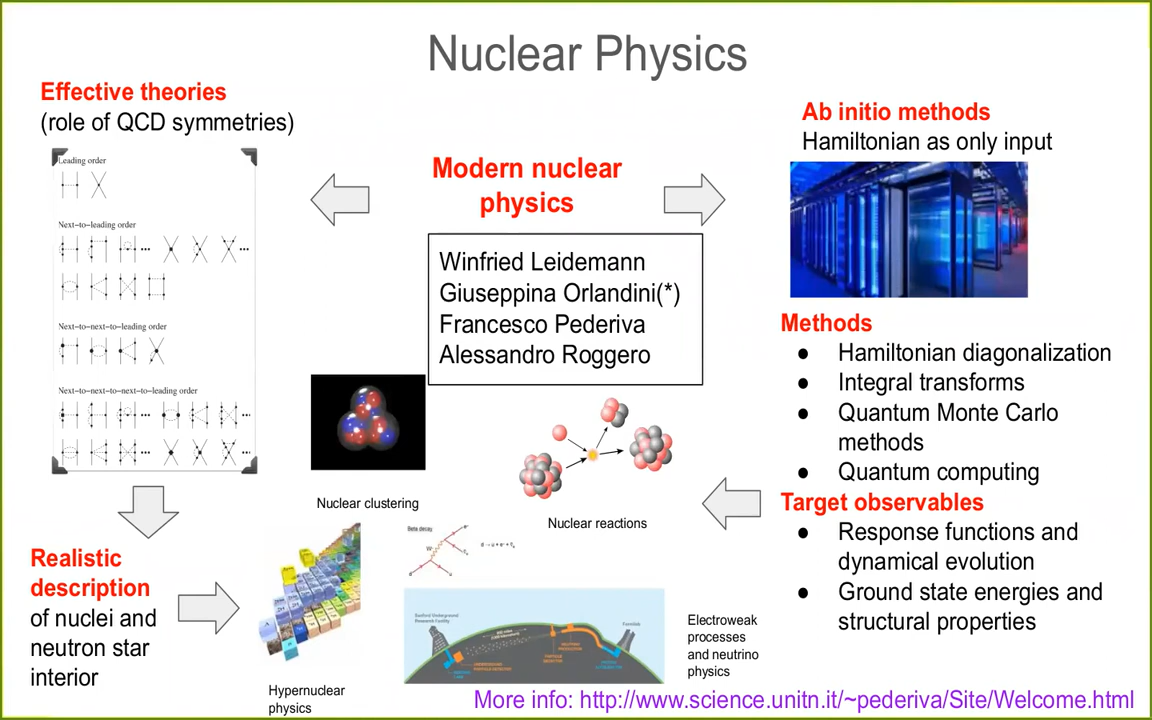 Nuclear Physics
Effective theories
(role of QCD symmetries)
Leading order
Next-to-leading order
Next-to-next-to-leading order
Next-to-next-to-next-to-leading order
Modern nuclear
physics
Winfried Leidemann
Giuseppina Orlandini(*)
Francesco Pederiva
Alessandro Roggero
Ab initio methods
Hamiltonian as only input
Methods
● Hamiltonian diagonalization
● Integral transforms
● Quantum Monte Carlo
methods
● Quantum computing
Target observables
● Response functions and
dynamical evolution
● Ground state energies and
structural properties
Nuclear clustering
Nuclear reactions
Realistic
description
of nuclei and
neutron star
interior
Hypernuclear
physics
Beta decay
Sanford Underground
Research Facility
Fermilab
Electroweak
processes
and neutrino
physics
More info: http://www.science.unitn.it/~pederiva/Site/Welcome.html